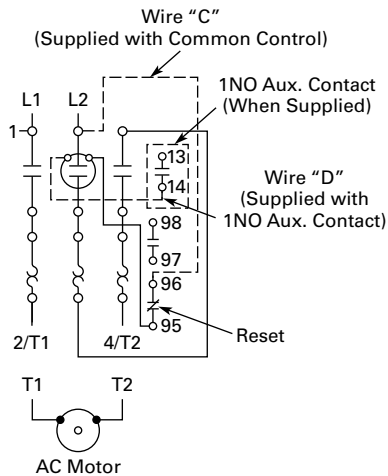 Wire “C”
(Supplied with Common Control)
1NO Aux. Contact
(When Supplied)
L1 L2
1
13
14
Wire “D”
(Supplied with
1NO Aux. Contact)
98
97
96
95
Reset
2/T1 4/T2
T1 T2
AC Motor